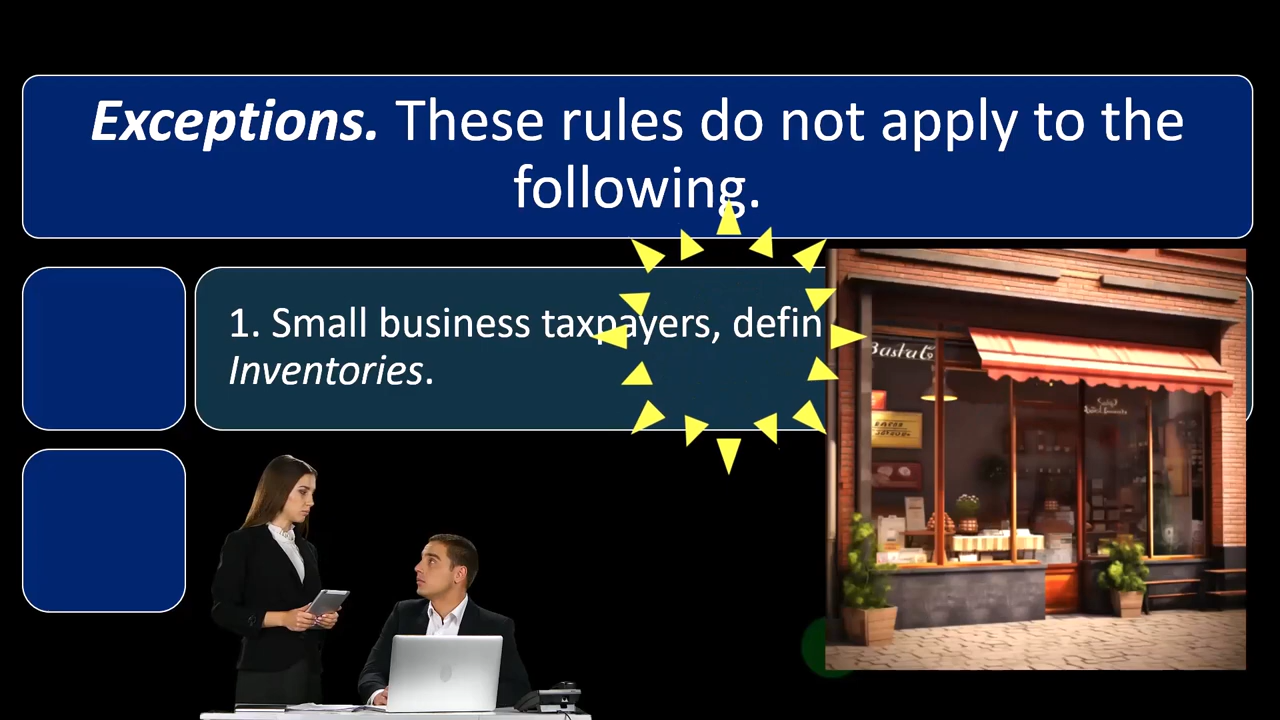 Exceptions. These rules do not apply to the
following.
1. Small business taxpayers, defin
Inventories.